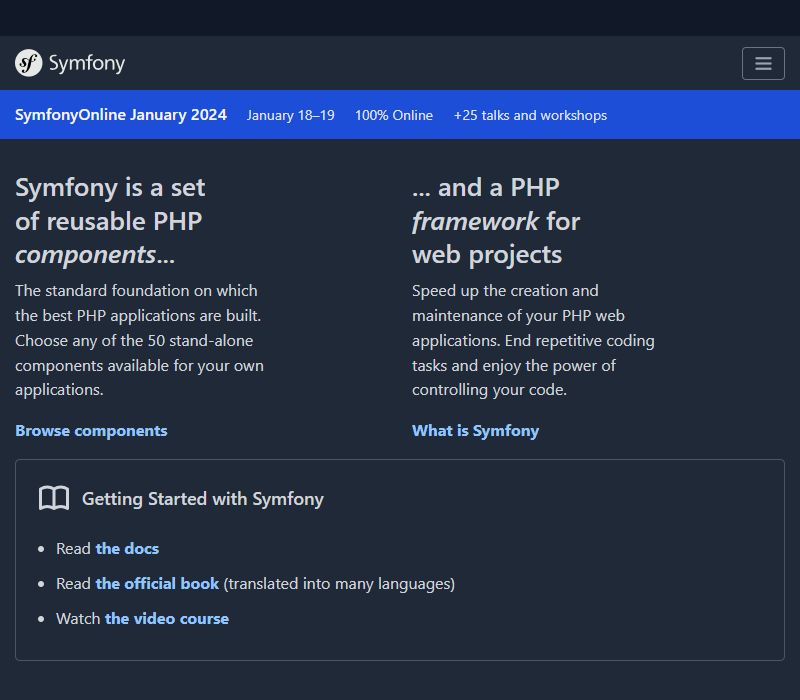 sf Symfony
SymfonyOnline January 2024 January 18–19 100% Online +25 talks and workshops
Symfony is a set
of reusable PHP
components...
The standard foundation on which
the best PHP applications are built.
Choose any of the 50 stand-alone
components available for your own
applications.
Browse components
... and a PHP
framework for
web projects
Speed up the creation and
maintenance of your PHP web
applications. End repetitive coding
tasks and enjoy the power of
controlling your code.
What is Symfony
Getting Started with Symfony
• Read the docs
• Read the official book (translated into many languages)
• Watch the video course